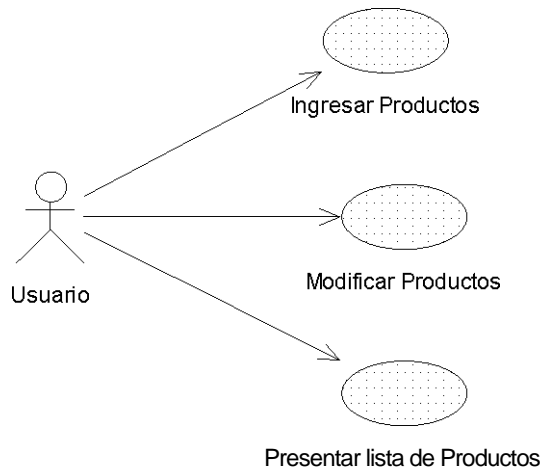 Ingresar Productos
Modificar Productos
Usuario
Presentar lista de Productos